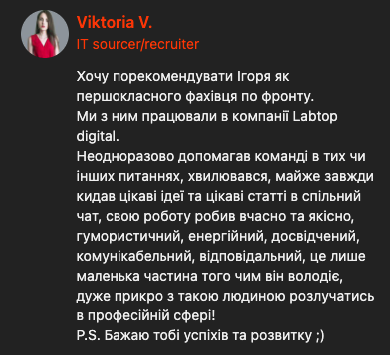 Viktoria V.
IT sourcer/recruiter
Хочу порекомендувати Ігоря як
першокласного фахівця по фронту.
Ми з ним працювали в компанії Labtop
digital.
Неодноразово допомагав команді в тих чи
інших питаннях, хвилювався, майже завжди
кидав цікаві ідеї та цікаві статті в спільний
чат, свою роботу робив вчасно та якісно,
гумористичний, енергійний, досвідчений,
комунікабельний, відповідальний, це лише
маленька частина того чим він володіє,
дуже прикро з такою людиною розлучатись
в професійній сфері!
P.S. Бажаю тобі успіхів та розвитку ;)